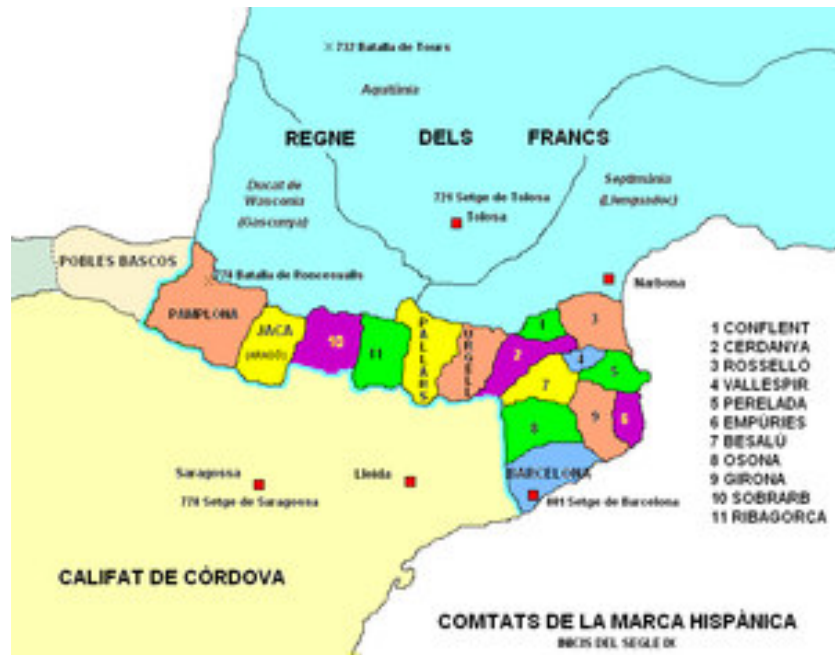 732 Batalla de Tours
Aquitània
REGNE DELS FRANCS
Ducat de
Wasconia
(Gascunya)
Septimània
(Llenguadoc)
721 Setge de Tolosa
Tolosa
POBLES BASCOS
778 Batalla de Roncesvalls
Narbona
PAMPLONA
JACA
(ARAGÓ)
10
11
PALLARS
URGELL
1
2
3
4
5
6
7
8
9
BARCELONA
1 CONFLENT
2 CERDANYA
3 ROSSELLÓ
4 VALLESPIR
5 PERELADA
6 EMPÚRIES
7 BESALÚ
8 OSONA
9 GIRONA
10 SOBRARB
11 RIBAGORÇA
Saragossa
Lleida
778 Setge de Saragossa
801 Setge de Barcelona
CALIFAT DE CÒRDOVA
COMTATS DE LA MARCA HISPÀNICA
INICIS DEL SEGLE IX